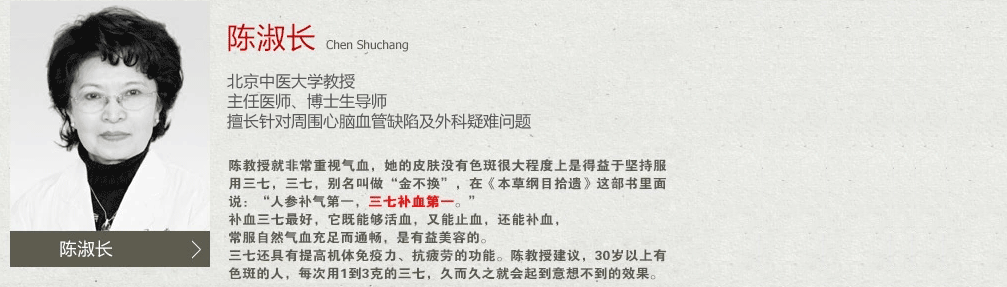 陈淑长 Chen Shuchang
北京中医大学教授
主任医师、博士生导师
擅长针对周围心脑血管缺陷及外科疑难问题
陈教授就非常重视气血，她的皮肤没有色斑很大程度上是得益于坚持服
用三七，三七，别名叫做“金不换”，在《本草纲目拾遗》这部书里面
说：“人参补气第一，三七补血第一。”
补血三七最好，它既能够活血，又能止血，还能补血，
常服自然气血充足而通畅，是有益美容的。
三七还具有提高机体免疫力、抗疲劳的功能。陈教授建议，30岁以上有
色斑的人，每次用1到3克的三七，久而久之就会起到意想不到的效果。
陈淑长